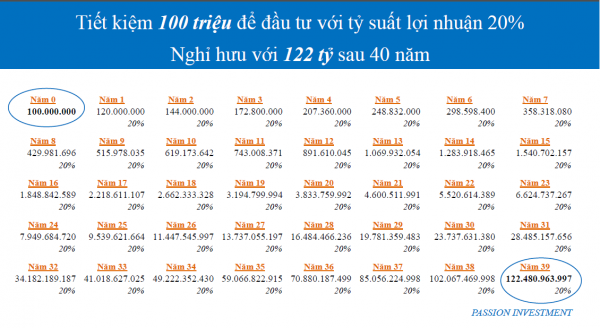 Tiết kiệm 100 triệu để đầu tư với tỷ suất lợi nhuận 20%
Nghỉ hưu với 122 tỷ sau 40 năm
Năm 0 Năm 1 Năm 2 Năm 3 Năm 4 Năm 5 Năm 6 Năm 7
100.000.000 120.000.000 144.000.000 172.800.000 207.360.000 248.832.000 298.598.400 358.318.080
20% 20% 20% 20% 20% 20% 20%
Năm 8 Năm 9 Năm 10 Năm 11 Năm 12 Năm 13 Năm 14 Năm 15
429.981.696 515.978.035 619.173.642 743.008.371 891.610.045 1.069.932.054 1.283.918.465 1.540.702.157
20% 20% 20% 20% 20% 20% 20% 20%
Năm 16 Năm 17 Năm 18 Năm 19 Năm 20 Năm 21 Năm 22 Năm 23
1.848.842.589 2.218.611.107 2.662.333.328 3.194.799.994 3.833.759.992 4.600.511.991 5.520.614.389 6.624.737.267
20% 20% 20% 20% 20% 20% 20% 20%
Năm 24 Năm 25 Năm 26 Năm 27 Năm 28 Năm 29 Năm 30 Năm 31
7.949.684.720 9.539.621.664 11.447.545.997 13.737.055.197 16.484.466.236 19.781.359.483 23.737.631.380 28.485.157.656
20% 20% 20% 20% 20% 20% 20% 20%
Năm 32 Năm 33 Năm 34 Năm 35 Năm 36 Năm 37 Năm 38 Năm 39
34.182.189.187 41.018.627.025 49.222.352.430 59.066.822.915 70.880.187.499 85.056.224.998 102.067.469.998 122.480.963.997
20% 20% 20% 20% 20% 20% 20% 20%
PASSION INVESTMENT